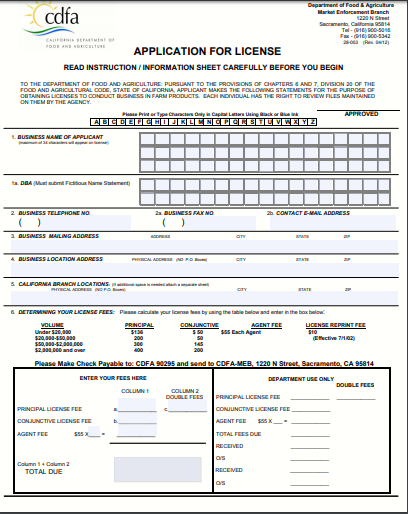 Department of Food & Agriculture
Market Enforcement Branch
1220 N Street
Sacramento, California 95814
Tel - (916) 900-5016
Fax - (916) 900-5342
28-003 (Rev. 04/12)
cdfa
CALIFORNIA DEPARTMENT OF
FOOD AND AGRICULTURE
APPLICATION FOR LICENSE
READ INSTRUCTION / INFORMATION SHEET CAREFULLY BEFORE YOU BEGIN
TO THE DEPARTMENT OF FOOD AND AGRICULTURE: PURSUANT TO THE PROVISIONS OF CHAPTERS 6 AND 7, DIVISION 20 OF THE
FOOD AND AGRICULTURAL CODE, STATE OF CALIFORNIA, APPLICANT MAKES THE FOLLOWING STATEMENTS FOR THE PURPOSE OF
OBTAINING LICENSES TO CONDUCT BUSINESS IN FARM PRODUCTS. EACH INDIVIDUAL HAS THE RIGHT TO REVIEW FILES MAINTAINED
ON THEM BY THE AGENCY.
Please Print or Type Characters Only in Capital Letters Using Black or Blue Ink
APPROVED
A B C D E F G H I J K L M N O P Q R S T U V W X Y Z
1. BUSINESS NAME OF APPLICANT
(maximum of 34 characters will appear on license)
1a. DBA (Must submit Fictitious Name Statement)
2. BUSINESS TELEPHONE NO. 2a. BUSINESS FAX NO. 2b. CONTACT E-MAIL ADDRESS
( ) ( )
3. BUSINESS MAILING ADDRESS ADDRESS CITY STATE ZIP
4. BUSINESS LOCATION ADDRESS PHYSICAL ADDRESS (NO P.O. Boxes) CITY STATE ZIP
5. CALIFORNIA BRANCH LOCATIONS: (If additional space is needed attach a separate sheet)
PHYSICAL ADDRESS (NO P.O. Boxes) CITY STATE ZIP
6. DETERMINING YOUR LICENSE FEES: Please calculate your license fees by using the table below and enter in the box below:
VOLUME PRINCIPAL CONJUNCTIVE AGENT FEE LICENSE REPRINT FEE
Under $20,000 $136 $ 50 $55 Each Agent $10
$20,000-$50,000 200 50 (Effective 7/1/02)
$50,000-$2,000,000 300 145
$2,000,000 and over 400 200
Please Make Check Payable to: CDFA 90295 and send to CDFA-MEB, 1220 N Street, Sacramento, CA 95814
ENTER YOUR FEES HERE
COLUMN 1 COLUMN 2
DOUBLE FEES
PRINCIPAL LICENSE FEE a. c.
CONJUNCTIVE LICENSE FEE b.
AGENT FEE $55 X =
Column 1 + Column 2
TOTAL DUE
DEPARTMENT USE ONLY
DOUBLE FEES
PRINCIPAL LICENSE FEE
CONJUNCTIVE LICENSE FEE
AGENT FEE $55 X =
TOTAL FEES DUE
RECEIVED
O/S
RECEIVED
O/S